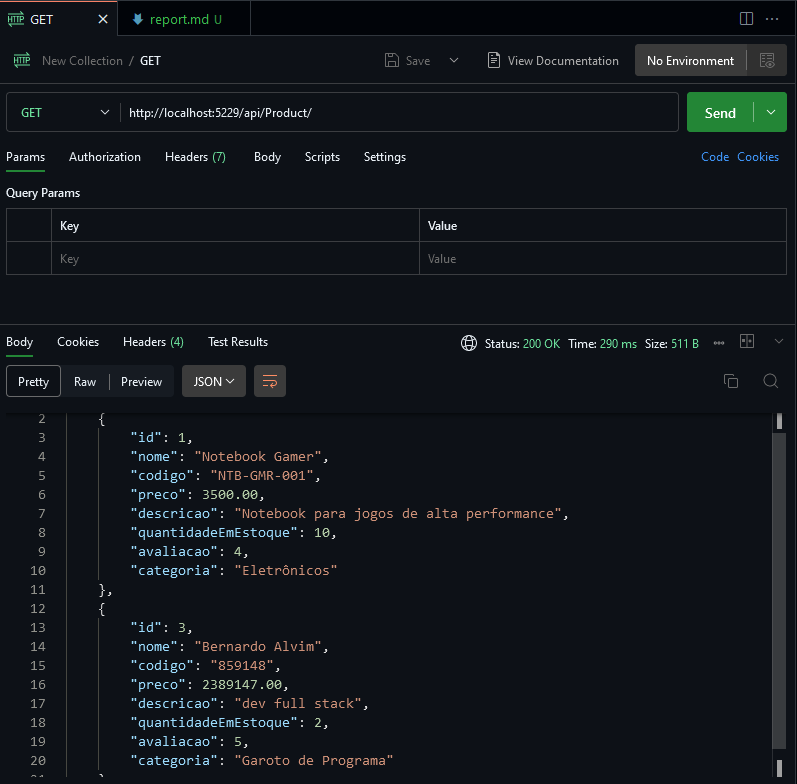 HTTP GET report.md U
HTTP New Collection / GET Save View Documentation No Environment
GET http://localhost:5229/api/Product/ Send
Params Authorization Headers (7) Body Scripts Settings Code Cookies
Query Params
Key Value
Key Value
Body Cookies Headers (4) Test Results Status: 200 OK Time: 290 ms Size: 511 B
Pretty Raw Preview JSON
2 {
3 "id": 1,
4 "nome": "Notebook Gamer",
5 "codigo": "NTB-GMR-001",
6 "preco": 3500.00,
7 "descricao": "Notebook para jogos de alta performance",
8 "quantidadeEmEstoque": 10,
9 "avaliacao": 4,
10 "categoria": "Eletrônicos"
11 },
12 {
13 "id": 3,
14 "nome": "Bernardo Alvim",
15 "codigo": "859148",
16 "preco": 2389147.00,
17 "descricao": "dev full stack",
18 "quantidadeEmEstoque": 2,
19 "avaliacao": 5,
20 "categoria": "Garoto de Programa"
21 }